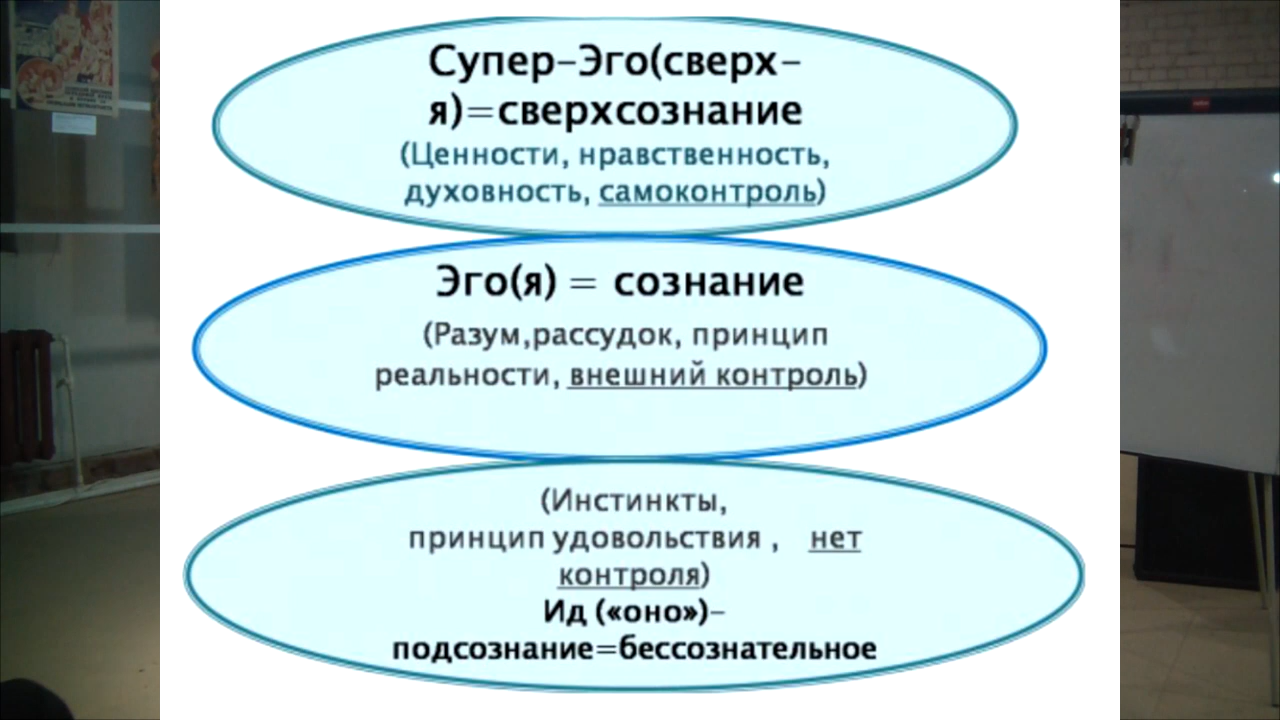 Супер-Эго(сверх-
я)=сверхсознание
(Ценности, нравственность,
духовность, самоконтроль)
Эго(я) = сознание
(Разум,рассудок, принцип
реальности, внешний контроль)
(Инстинкты,
принцип удовольствия , нет
контроля)
Ид («оно»)-
подсознание=бессознательное